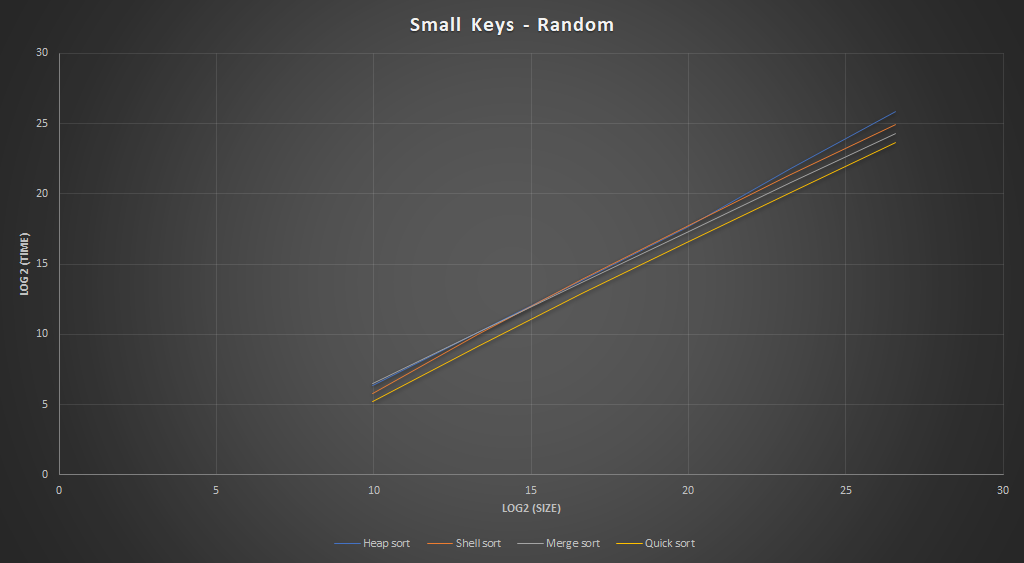 Small Keys - Random
30
25
20
15
10
5
0
LOG 2 (TIME)
0 5 10 15 20 25 30
LOG2 (SIZE)
Heap sort Shell sort Merge sort Quick sort